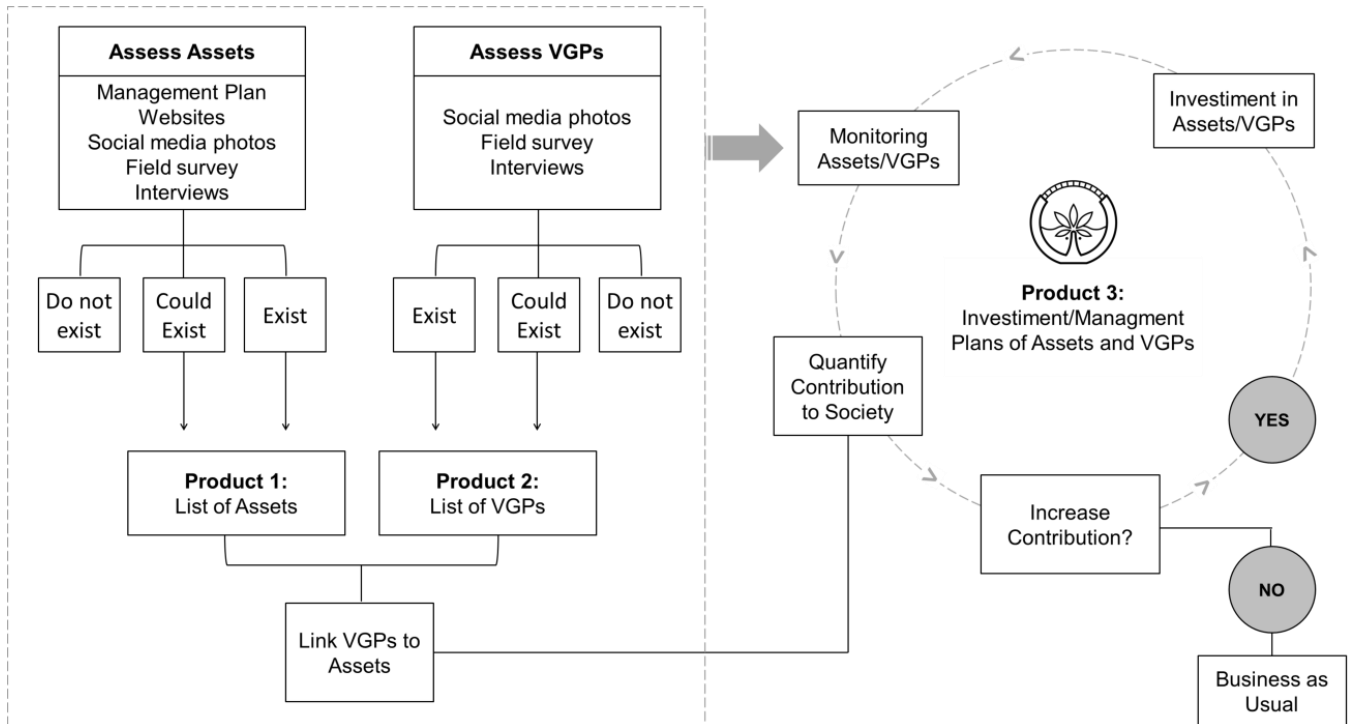 Assess Assets
Management Plan
Websites
Social media photos
Field survey
Interviews
Do not
exist
Could
Exist
Exist
Assess VGPs
Social media photos
Field survey
Interviews
Exist
Could
Exist
Do not
exist
Product 1:
List of Assets
Product 2:
List of VGPs
Link VGPs to
Assets
Monitoring
Assets/VGPs
Investiment in
Assets/VGPs
Product 3:
Investiment/Managment
Plans of Assets and VGPs
Quantify
Contribution
to Society
Increase
Contribution?
YES
NO
Business as
Usual